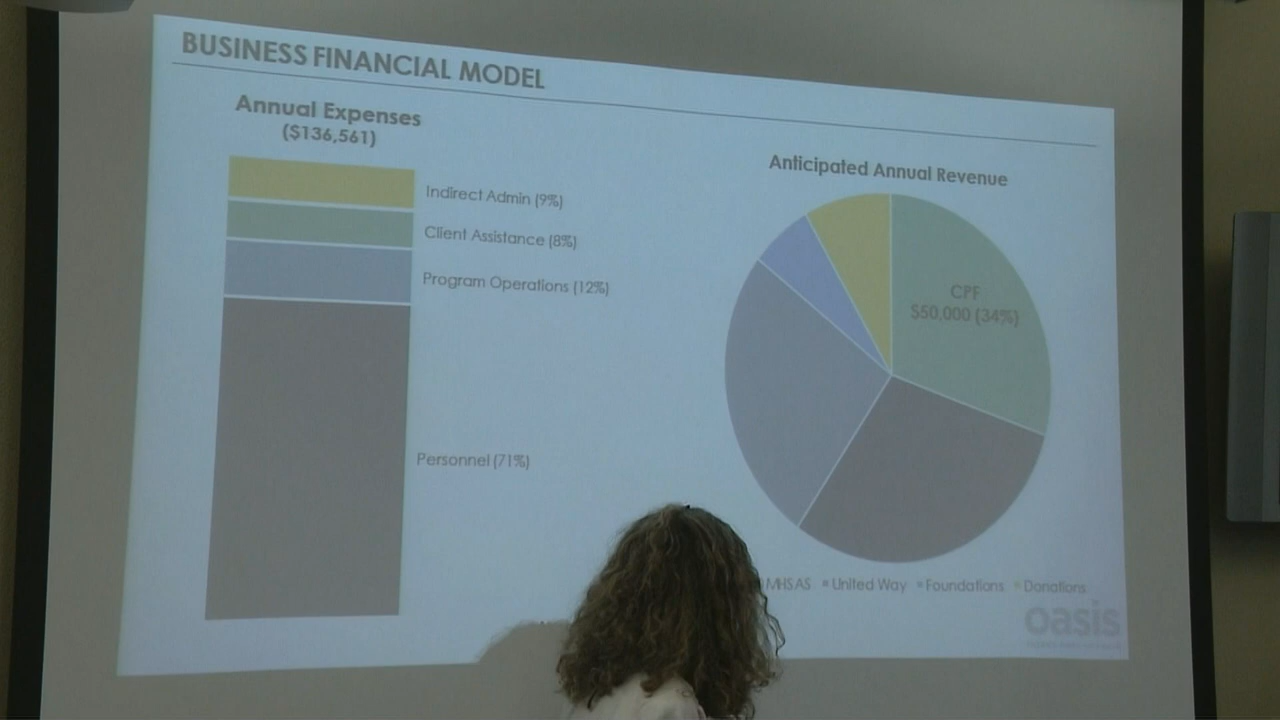 BUSINESS FINANCIAL MODEL
Annual Expenses
($136,561)
Indirect Admin (9%)
Client Assistance (8%)
Program Operations (12%)
Personnel (71%)
Anticipated Annual Revenue
CPF
$50,000 (34%)
MHSAS United Way Foundations Donations
oasis